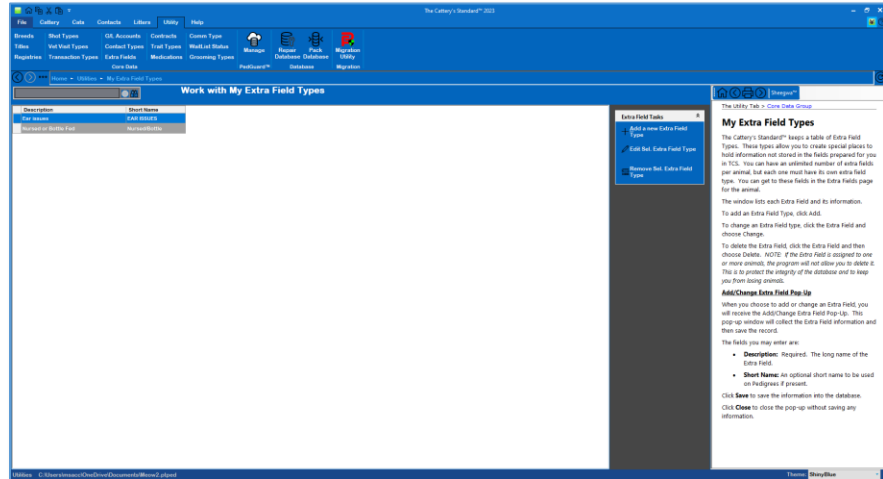 The Cattery's Standard™ 2023
File Cattery Cats Contacts Litters Utility Help
Breeds Shot Types G/L Accounts Contracts Comm Type
Titles Vet Visit Types Contact Types Trait Types MedList Status
Registries Transaction Types Extra Fields Medications Grooming Types
Manage
Repair Database
Pack Database
Migration Utility
Core Data PedGuard™ Database Migration
Home Utilities My Extra Field Types
Work with My Extra Field Types
Description Short Name
Ear issues EAR ISSUES
Nursed or Bottle Fed Nursed/Bottle
Extra Field Tasks
Add a new Extra Field
Type
Edit Sel. Extra Field Type
Remove Sel. Extra Field
Type
Sheegwa™
The Utility Tab > Core Data Group
My Extra Field Types
The Cattery's Standard™ keeps a table of Extra Field
Types. These types allow you to create special places to
hold information not stored in the fields prepared for you
in TCS. You can have an unlimited number of extra fields
per animal, but each one must have its own extra field
type. You can get to these fields in the Extra Fields page
for the animal.
The window lists each Extra Field and its information.
To add an Extra Field Type, click Add.
To change an Extra Field type, click the Extra Field and
choose Change.
To delete the Extra Field, click the Extra Field and then
choose Delete. NOTE: If the Extra Field is assigned to one
or more animals, the program will not allow you to delete it.
This is to protect the integrity of the database and to keep
you from losing animals.
Add/Change Extra Field Pop-Up
When you choose to add or change an Extra Field, you
will receive the Add/Change Extra Field Pop-Up. This
pop-up window will collect the Extra Field information and
then save the record.
The fields you may enter are:
• Description: Required. The long name of the
Extra Field.
• Short Name: An optional short name to be used
on Pedigrees if present.
Click Save to save the information into the database.
Click Close to close the pop-up without saving any
information.
Utilities
Theme: ShinyBlue